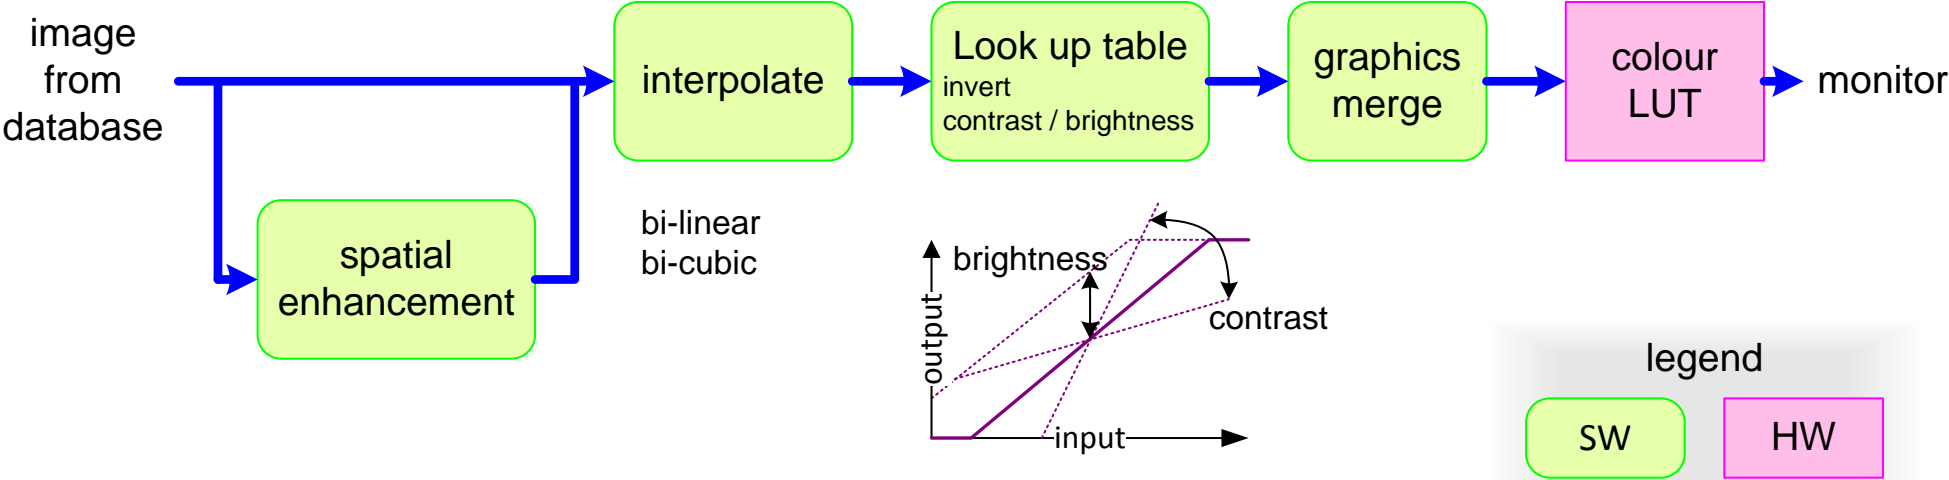 image
from
database
interpolate
Look up table
invert
contrast / brightness
graphics
merge
colour
LUT
monitor
spatial
enhancement
bi-linear
bi-cubic
brightness
output
contrast
input
legend
SW
HW